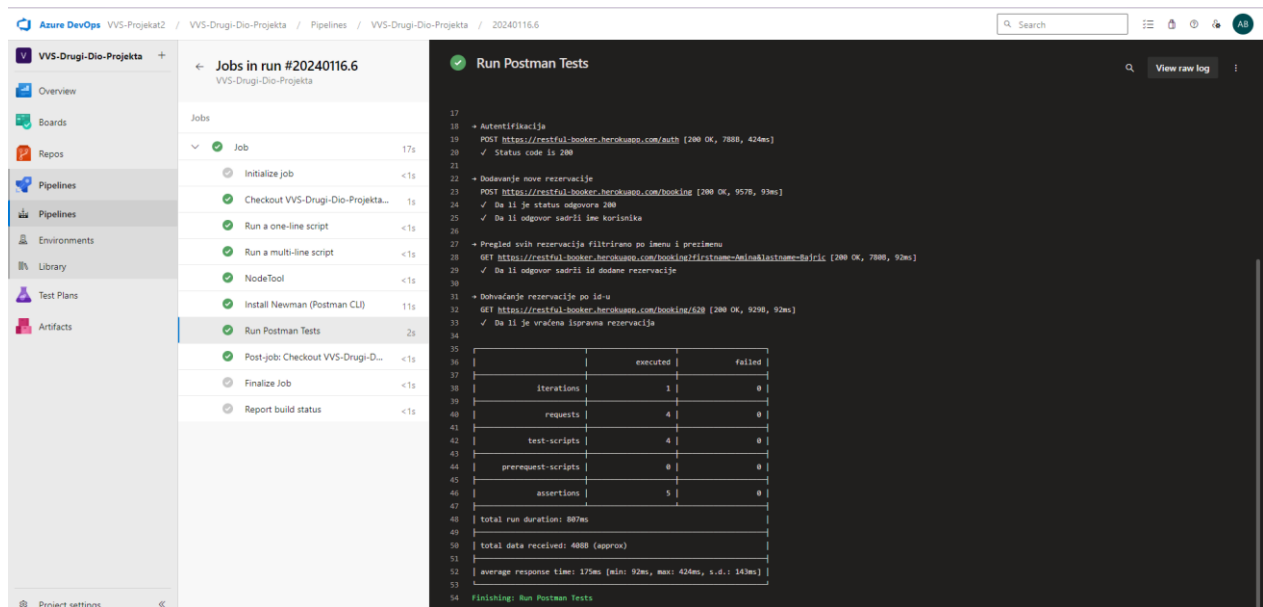 Azure DevOps VVS-Projekat2 / VVS-Drugi-Dio-Projekta / Pipelines / VVS-Drugi-Dio-Projekta / 20240116.6
Search
AB
V VVS-Drugi-Dio-Projekta +
Overview
Boards
Repos
Pipelines
Pipelines
Environments
Library
Test Plans
Artifacts
Project settings
← Jobs in run #20240116.6
VVS-Drugi-Dio-Projekta
Jobs
Job 17s
Initialize job <1s
Checkout VVS-Drugi-Dio-Projekta... 1s
Run a one-line script <1s
Run a multi-line script <1s
NodeTool <1s
Install Newman (Postman CLI) 11s
Run Postman Tests 2s
Post-job: Checkout VVS-Drugi-D... <1s
Finalize Job <1s
Report build status <1s
Run Postman Tests
View raw log
17
18 → Autentifikacija
19 POST https://restful-booker.herokuapp.com/auth [200 OK, 788B, 424ms]
20 √ Status code is 200
21
22 → Dodavanje nove rezervacije
23 POST https://restful-booker.herokuapp.com/booking [200 OK, 957B, 93ms]
24 √ Da li je status odgovora 200
25 √ Da li odgovor sadrži ime korisnika
26
27 → Pregled svih rezervacija filtrirano po imenu i prezimenu
28 GET https://restful-booker.herokuapp.com/booking?firstname=Amina&lastname=Bajric [200 OK, 780B, 92ms]
29 √ Da li odgovor sadrži id dodane rezervacije
30
31 → Dohvaćanje rezervacije po id-u
32 GET https://restful-booker.herokuapp.com/booking/620 [200 OK, 929B, 92ms]
33 √ Da li je vraćena ispravna rezervacija
34
35
36 executed failed
37
38 iterations 1 0
39
40 requests 4 0
41
42 test-scripts 4 0
43
44 prerequest-scripts 0 0
45
46 assertions 5 0
47
48 total run duration: 807ms
49
50 total data received: 408B (approx)
51
52 average response time: 175ms [min: 92ms, max: 424ms, s.d.: 143ms]
53
54 Finishing: Run Postman Tests